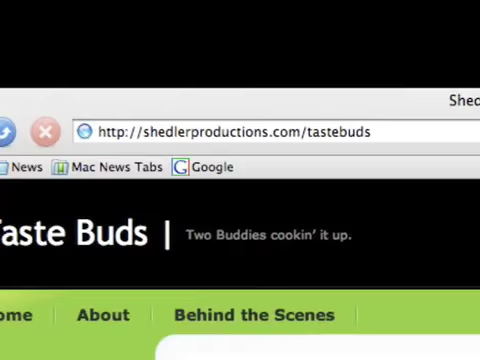 Shed
http://shedlerproductions.com/tastebuds
News Mac News Tabs G Google
Taste Buds | Two Buddies cookin' it up.
ome About Behind the Scenes